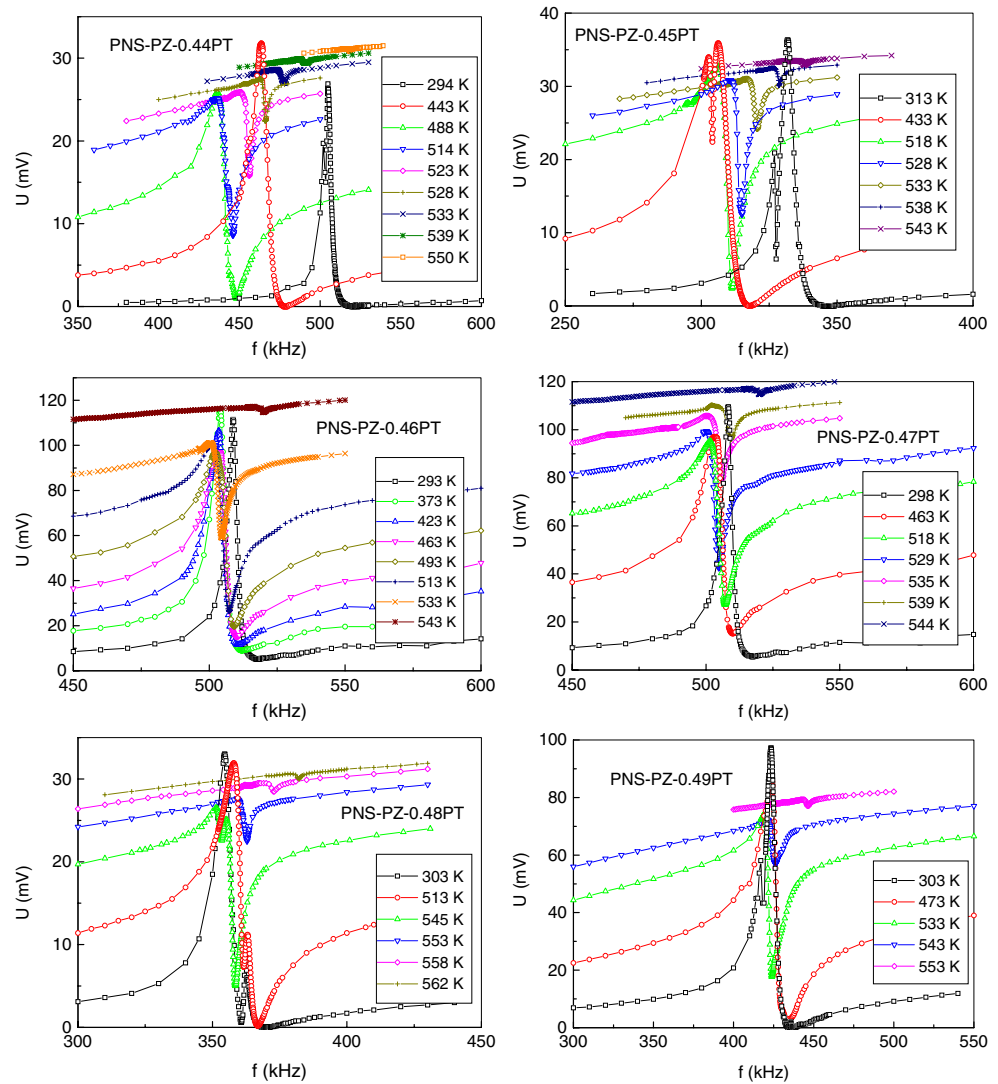 PNS-PZ-0.44PT
U (mV)
30
20
10
0
350 400 450 500 550 600
f (kHz)
294 K
443 K
488 K
514 K
523 K
528 K
533 K
539 K
550 K
PNS-PZ-0.45PT
U (mV)
40
35
30
25
20
15
10
5
0
250 300 350 400
f (kHz)
313 K
433 K
518 K
528 K
533 K
538 K
543 K
PNS-PZ-0.46PT
U (mV)
120
100
80
60
40
20
0
450 500 550 600
f (kHz)
293 K
373 K
423 K
463 K
493 K
513 K
533 K
543 K
PNS-PZ-0.47PT
U (mV)
120
100
80
60
40
20
0
450 500 550 600
f (kHz)
298 K
463 K
518 K
529 K
535 K
539 K
544 K
PNS-PZ-0.48PT
U (mV)
30
20
10
0
300 350 400 450
f (kHz)
303 K
513 K
545 K
553 K
558 K
562 K
PNS-PZ-0.49PT
U (mV)
100
80
60
40
20
0
300 350 400 450 500 550
f (kHz)
303 K
473 K
533 K
543 K
553 K